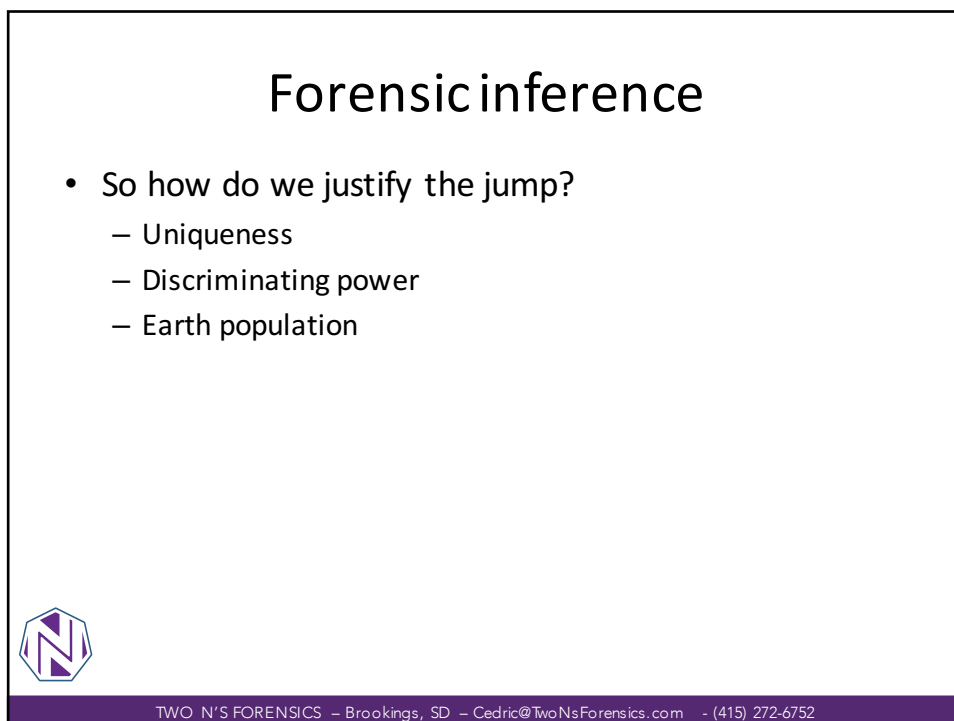 Forensic inference
• So how do we justify the jump?
– Uniqueness
– Discriminating power
– Earth population
N
TWO N'S FORENSICS – Brookings, SD – Cedric@TwoNsForensics.com - (415) 272-6752